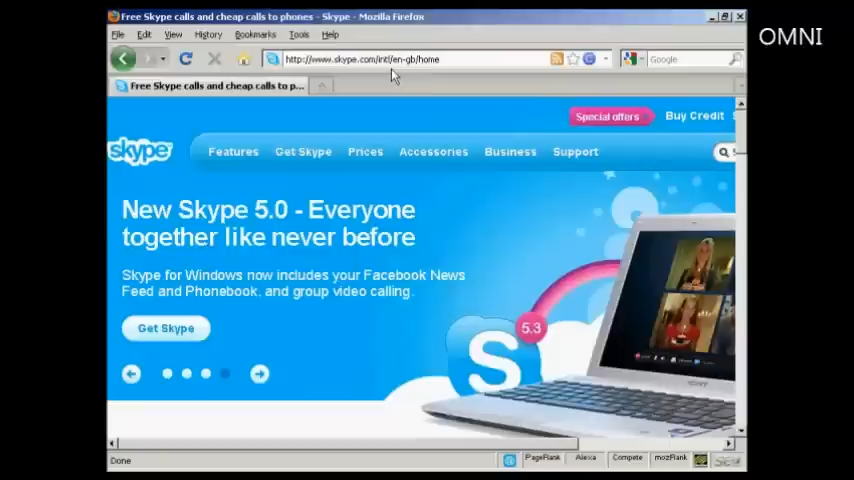 Free Skype calls and cheap calls to phones - Skype - Mozilla Firefox
OMNI
File Edit View History Bookmarks Tools Help
http://www.skype.com/intl/en-gb/home
Google
Free Skype calls and cheap calls to p...
Special offers Buy Credit
skype
Features Get Skype Prices Accessories Business Support
New Skype 5.0 - Everyone
together like never before
Skype for Windows now includes your Facebook News
Feed and Phonebook, and group video calling.
Get Skype
5.3
S
SONY
Done
PageRank Alexa Compete mozRank